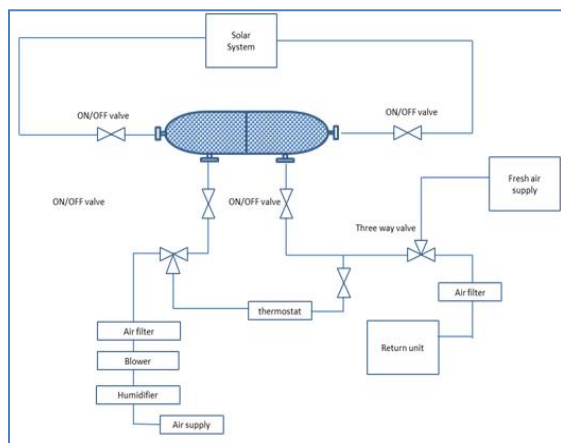 Solar
System
ON/OFF valve
ON/OFF valve
ON/OFF valve
ON/OFF valve
Fresh air
supply
Three way valve
Air filter
thermostat
Air filter
Return unit
Blower
Humidifier
Air supply